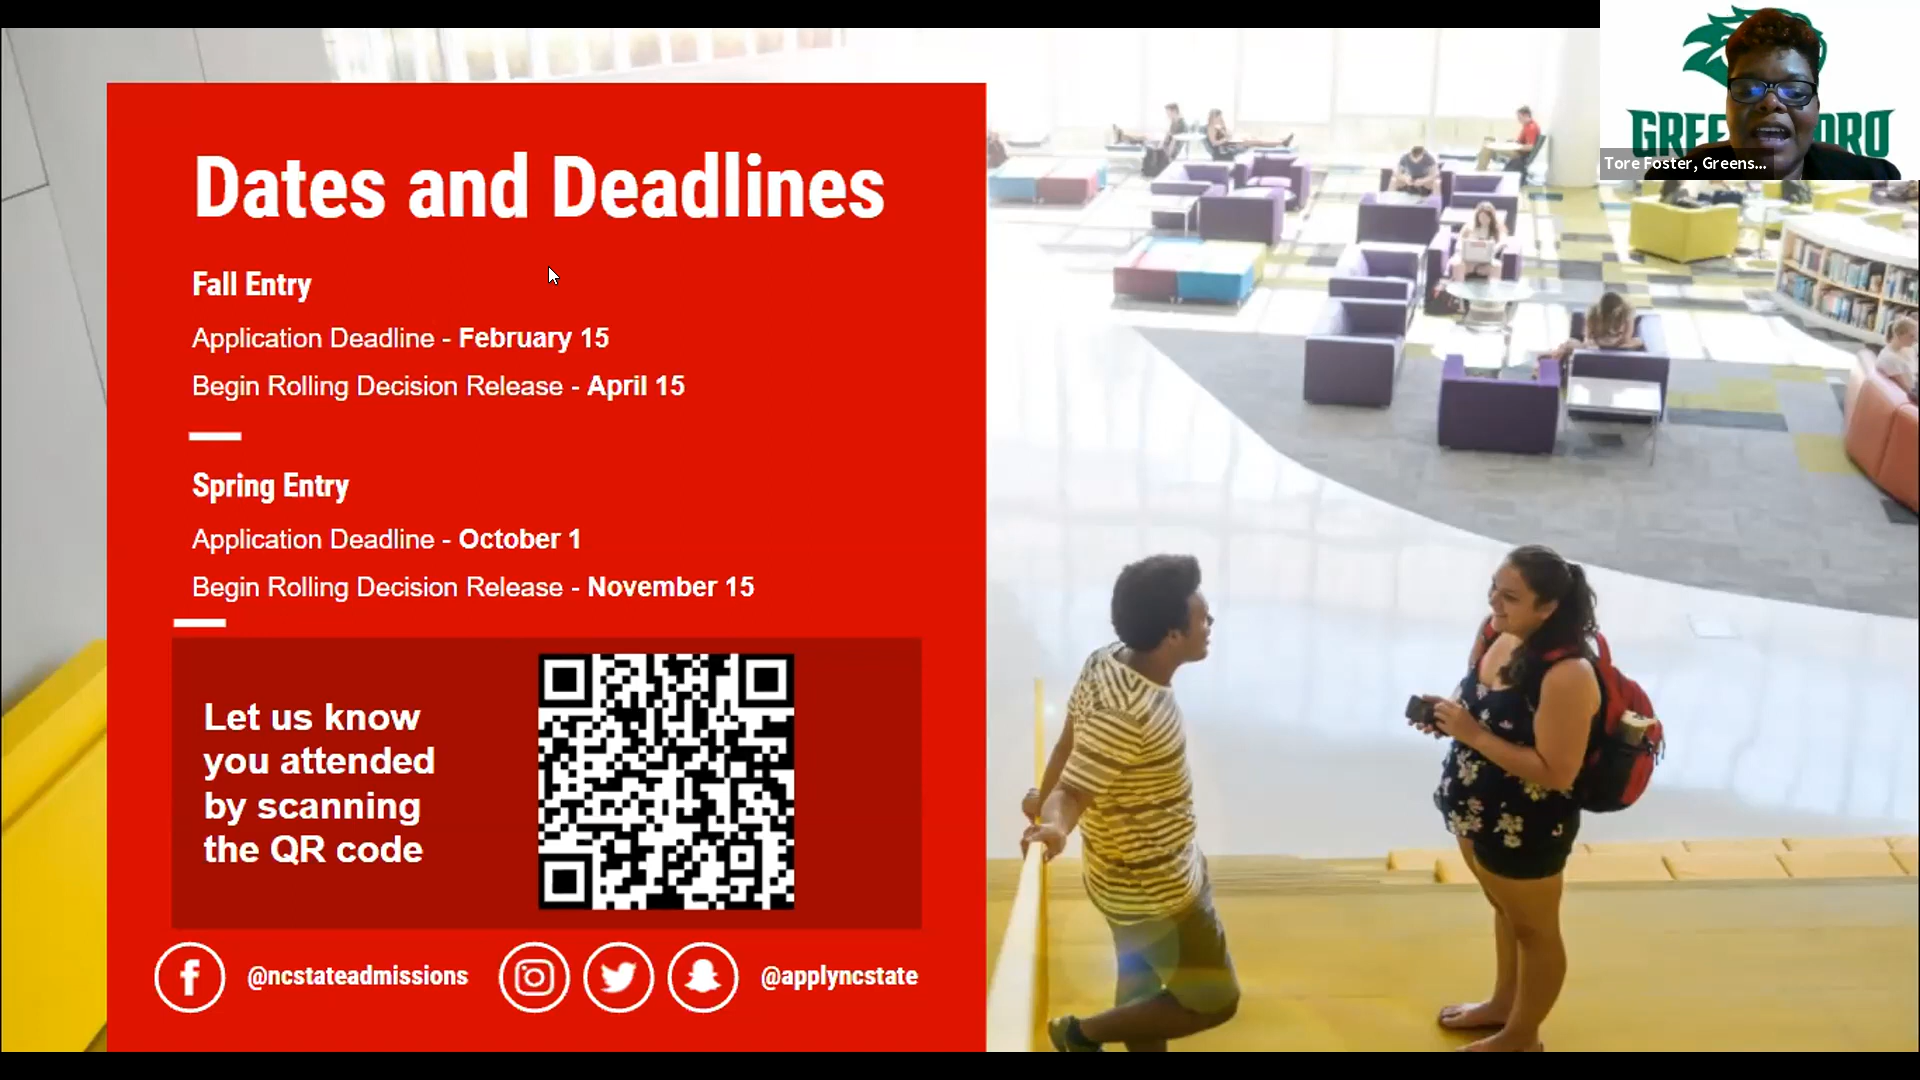 Dates and Deadlines
Fall Entry
Application Deadline - February 15
Begin Rolling Decision Release - April 15
Spring Entry
Application Deadline - October 1
Begin Rolling Decision Release - November 15
Let us know
you attended
by scanning
the QR code
@ncstateadmissions
@applyncstate
Tore Foster, Greens...